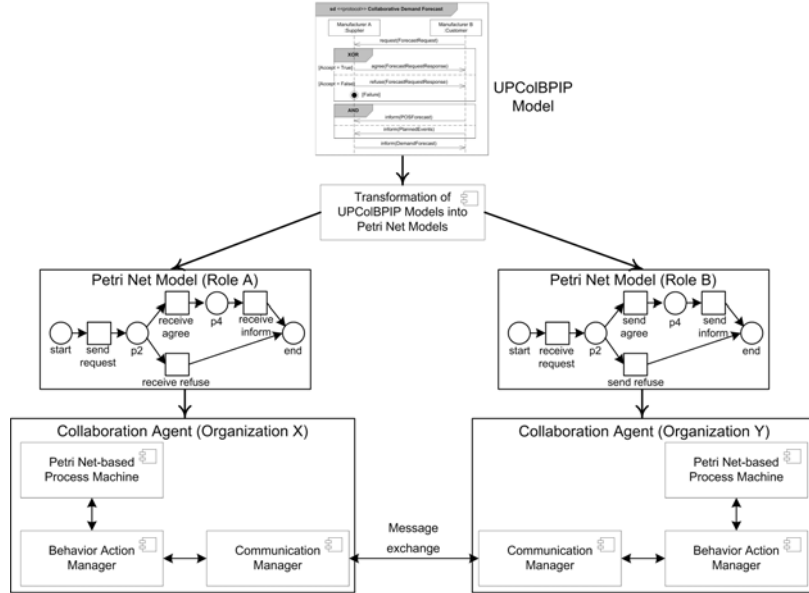 sd <<protocol>> Collaborative Demand Forecast
Manufacturer A
:Supplier
Manufacturer B
:Customer
request(ForecastRequest)
XOR
[Accept = True]
agree(ForecastRequestResponse)
[Accept = False]
refuse(ForecastRequestResponse)
[Failure]
AND
inform(POSForecast)
inform(PlannedEvents)
inform(DemandForecast)
UPColBPIP
Model
Transformation of
UPColBPIP Models into
Petri Net Models
Petri Net Model (Role A)
start
send
request
p2
receive
agree
p4
receive
inform
end
receive refuse
Petri Net Model (Role B)
start
receive
request
p2
send
agree
p4
send
inform
end
send refuse
Collaboration Agent (Organization X)
Petri Net-based
Process Machine
Behavior Action
Manager
Communication
Manager
Message
exchange
Collaboration Agent (Organization Y)
Petri Net-based
Process Machine
Communication
Manager
Behavior Action
Manager